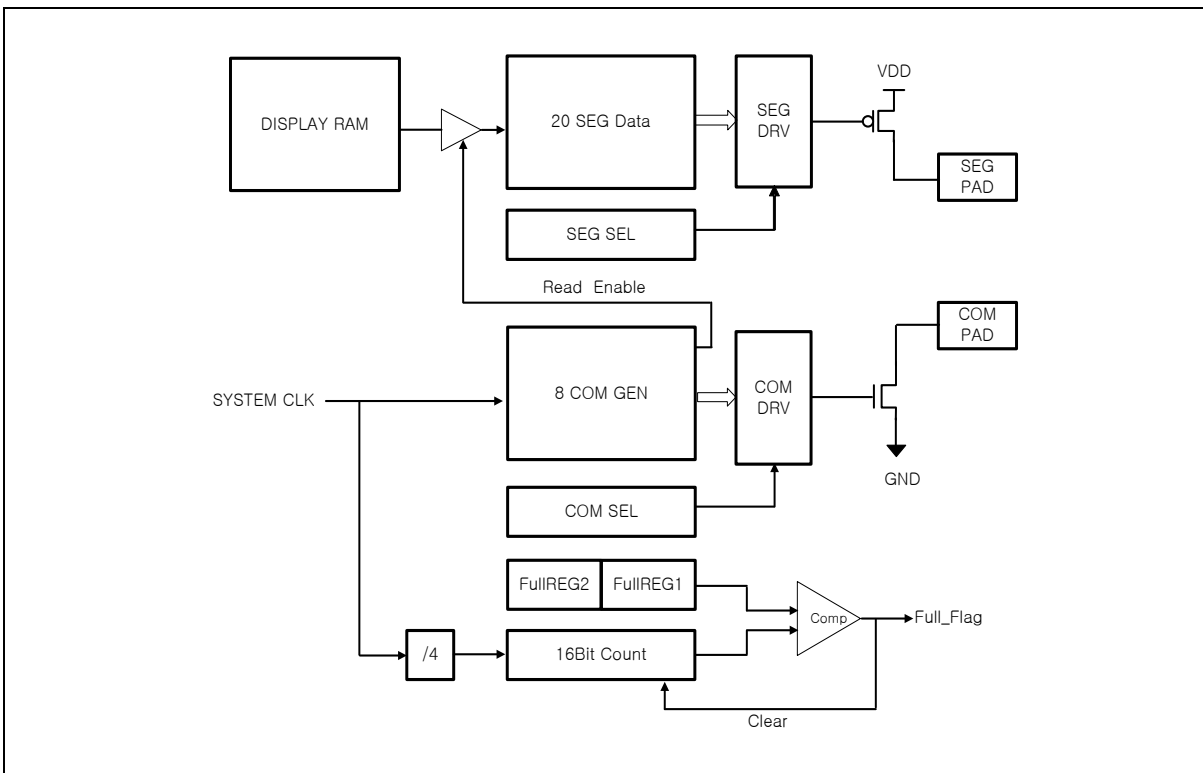 VDD
DISPLAY RAM
20 SEG Data
SEG
DRV
SEG
PAD
SEG SEL
Read Enable
COM
PAD
SYSTEM CLK
8 COM GEN
COM
DRV
GND
COM SEL
FullREG2
FullREG1
Comp
Full_Flag
/4
16Bit Count
Clear